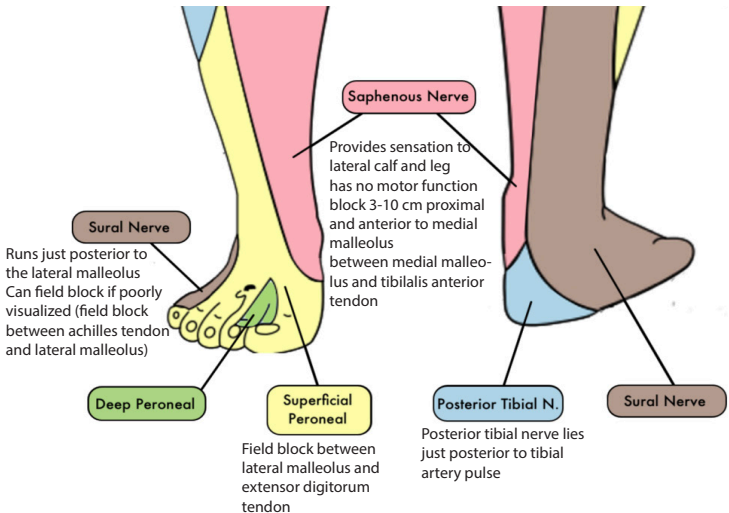 Saphenous Nerve
Provides sensation to
lateral calf and leg
has no motor function
block 3-10 cm proximal
and anterior to medial
malleolus
between medial malleo-
lus and tibilalis anterior
tendon
Sural Nerve
Runs just posterior to
the lateral malleolus
Can field block if poorly
visualized (field block
between achilles tendon
and lateral malleolus)
Deep Peroneal
Superficial
Peroneal
Field block between
lateral malleolus and
extensor digitorum
tendon
Posterior Tibial N.
Posterior tibial nerve lies
just posterior to tibial
artery pulse
Sural Nerve